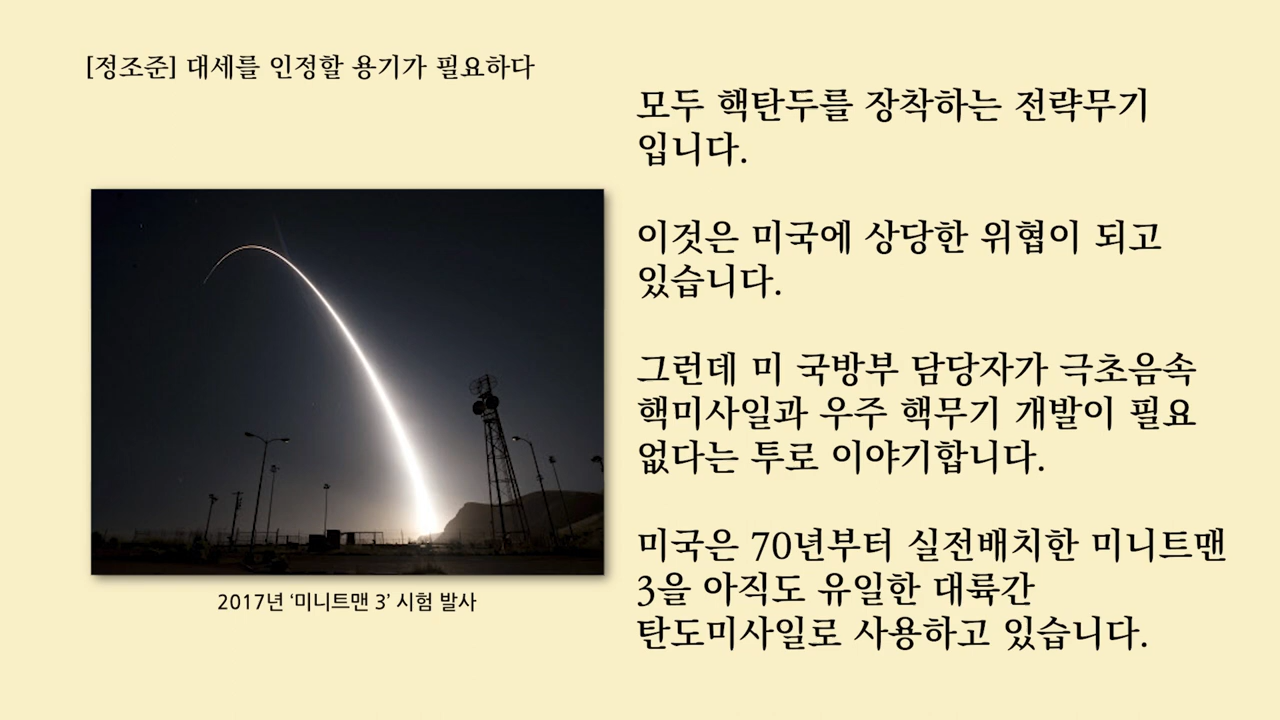 [정조준] 대세를 인정할 용기가 필요하다
모두 핵탄두를 장착하는 전략무기
입니다.
이것은 미국에 상당한 위협이 되고
있습니다.
그런데 미 국방부 담당자가 극초음속
핵미사일과 우주 핵무기 개발이 필요
없다는 투로 이야기합니다.
미국은 70년부터 실전배치한 미니트맨
3을 아직도 유일한 대륙간
탄도미사일로 사용하고 있습니다.
2017년 ‘미니트맨 3’ 시험 발사